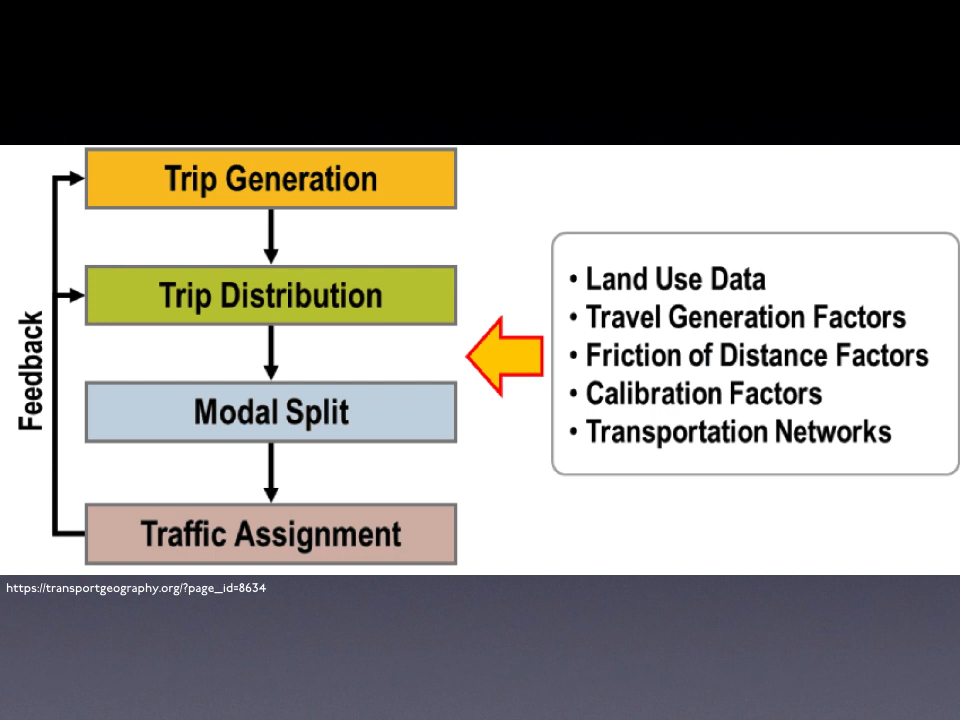 Trip Generation
Trip Distribution
Modal Split
Traffic Assignment
Feedback
• Land Use Data
• Travel Generation Factors
• Friction of Distance Factors
• Calibration Factors
• Transportation Networks
https://transportgeography.org/?page_id=8634